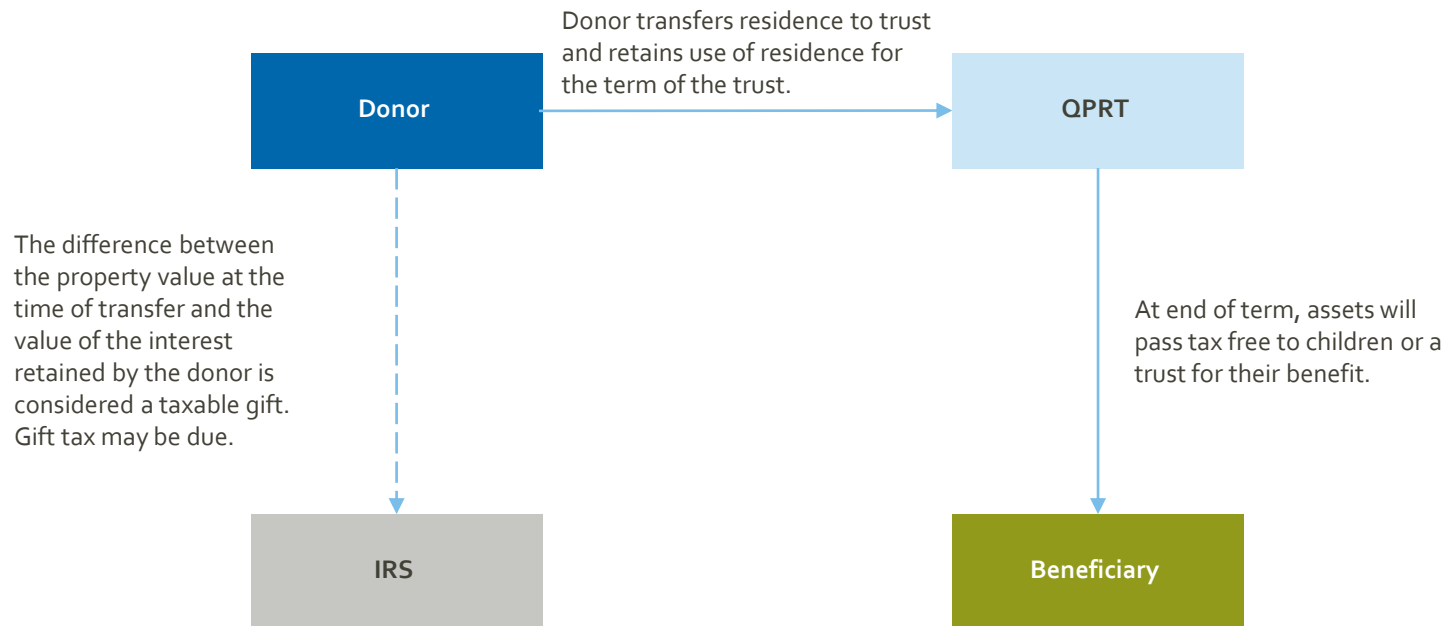 Donor transfers residence to trust
and retains use of residence for
the term of the trust.
Donor
QPRT
The difference between
the property value at the
time of transfer and the
value of the interest
retained by the donor is
considered a taxable gift.
Gift tax may be due.
At end of term, assets will
pass tax free to children or a
trust for their benefit.
IRS
Beneficiary